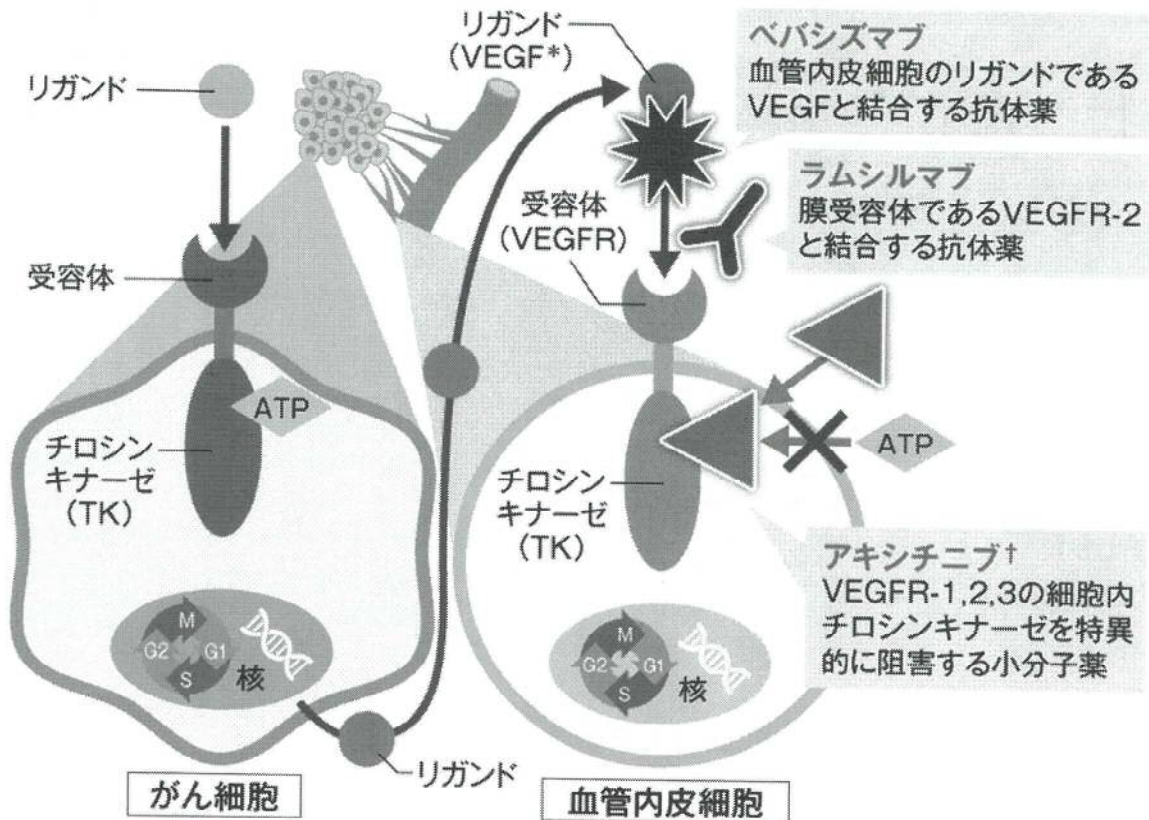 リガンド
受容体
ATP
チロシン
キナーゼ
(TK)
M
G2
G1
S
核
リガンド
がん細胞
リガンド
(VEGF*)
受容体
(VEGFR)
チロシン
キナーゼ
(TK)
ATP
M
G2
G1
S
核
血管内皮細胞
ベバシズマブ
血管内皮細胞のリガンドである
VEGFと結合する抗体薬
ラムシルマブ
膜受容体であるVEGFR-2
と結合する抗体薬
アキシチニブ†
VEGFR-1,2,3の細胞内
チロシンキナーゼを特異
的に阻害する小分子薬